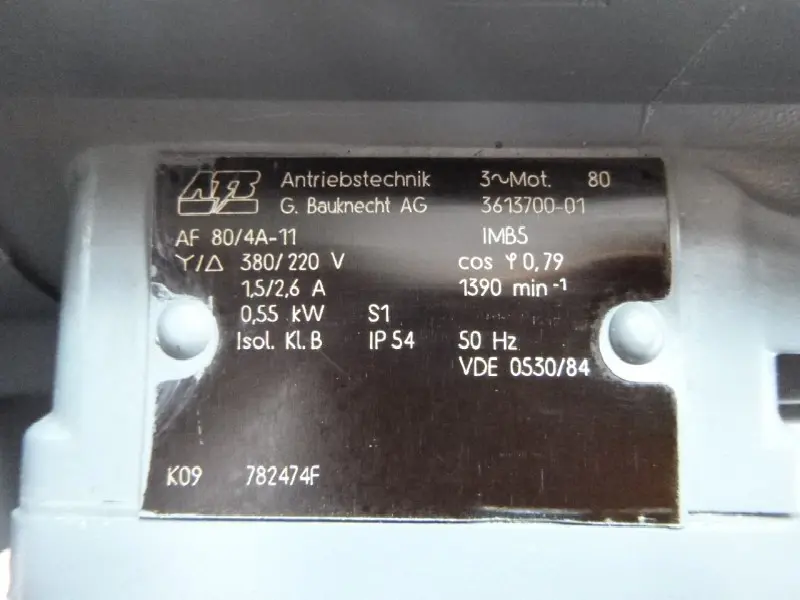 ATB Antriebstechnik 3~Mot. 80
G. Bauknecht AG 3613700-01
AF 80/4A-11 IMB5
Y/Δ 380/220 V cos φ 0,79
1,5/2,6 A 1390 min⁻¹
0,55 kW S1
Isol. Kl. B IP 54 50 Hz
VDE 0530/84
K09 782474F